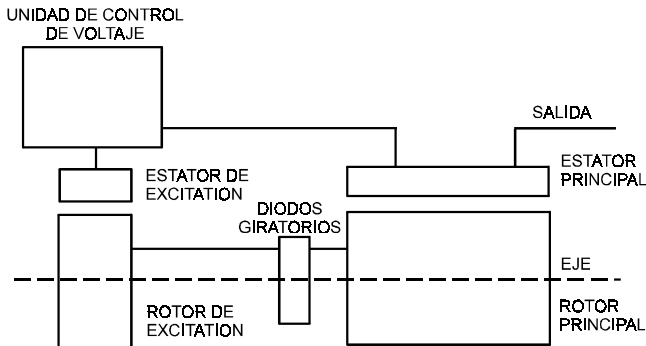 UNIDAD DE CONTROL
DE VOLTAJE
SALIDA
ESTATOR DE
EXCITATION
ESTATOR
PRINCIPAL
DIODOS
GIRATORIOS
EJE
ROTOR DE
EXCITATION
ROTOR
PRINCIPAL